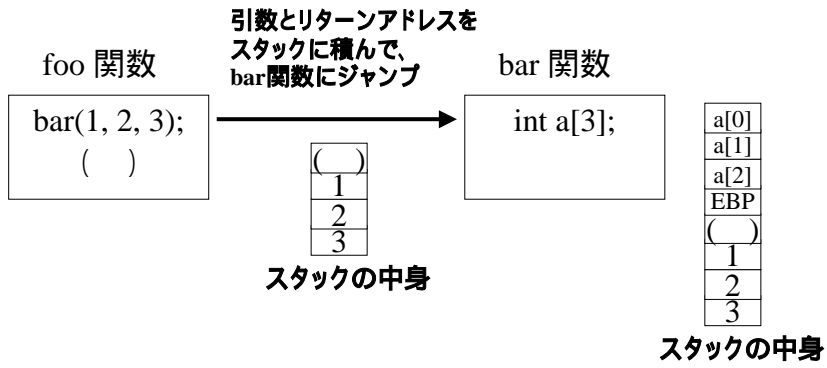 引数とリターンアドレスを
スタックに積んで、
bar関数にジャンプ
foo 関数
bar(1, 2, 3);
(　)
(　)
1
2
3
スタックの中身
bar 関数
int a[3];
a[0]
a[1]
a[2]
EBP
(　)
1
2
3
スタックの中身